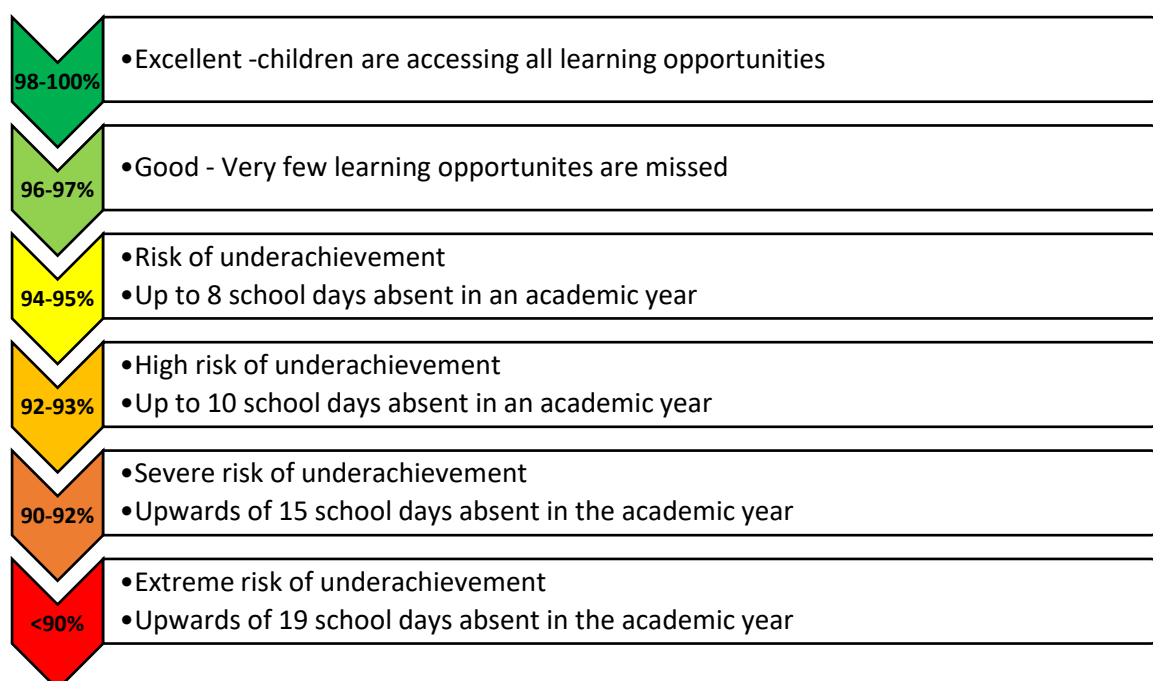 98-100%
•Excellent -children are accessing all learning opportunities
96-97%
•Good - Very few learning opportunites are missed
94-95%
•Risk of underachievement
•Up to 8 school days absent in an academic year
92-93%
•High risk of underachievement
•Up to 10 school days absent in an academic year
90-92%
•Severe risk of underachievement
•Upwards of 15 school days absent in the academic year
<90%
•Extreme risk of underachievement
•Upwards of 19 school days absent in the academic year